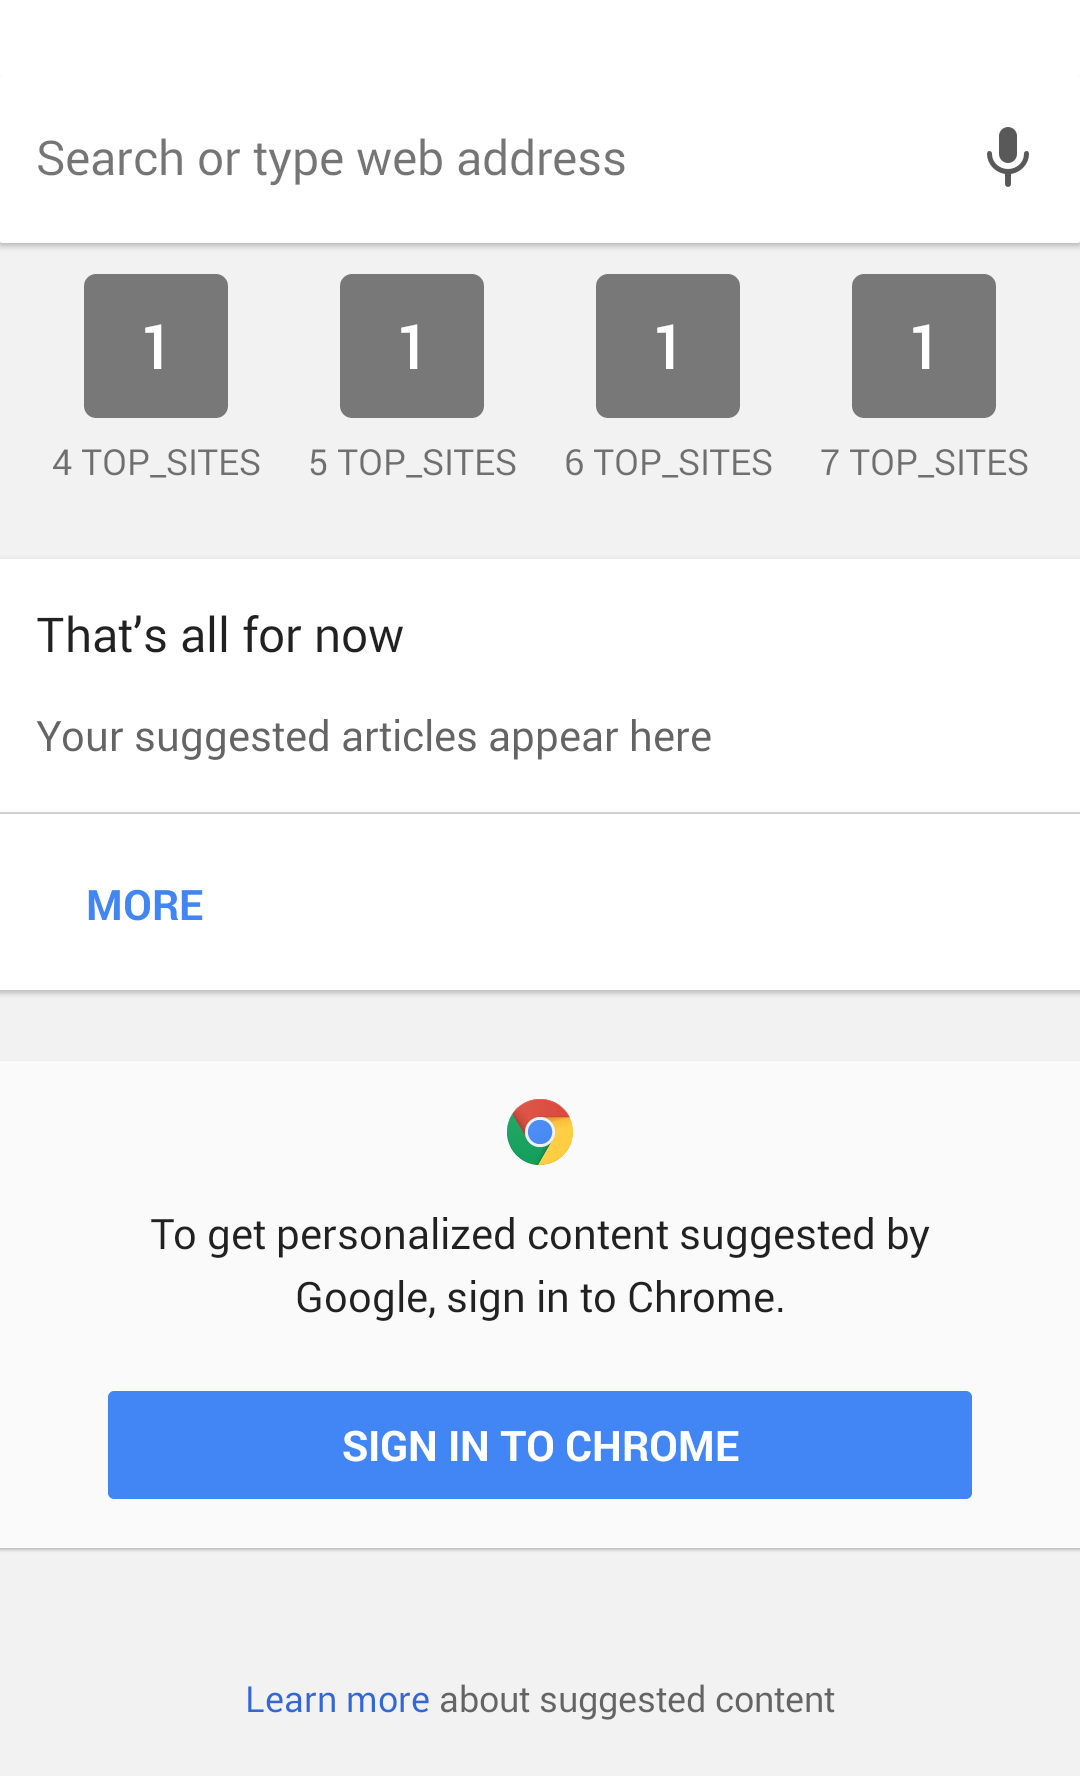 Search or type web address
1 1 1 1
4 TOP_SITES 5 TOP_SITES 6 TOP_SITES 7 TOP_SITES
That’s all for now
Your suggested articles appear here
MORE
To get personalized content suggested by
Google, sign in to Chrome.
SIGN IN TO CHROME
Learn more about suggested content